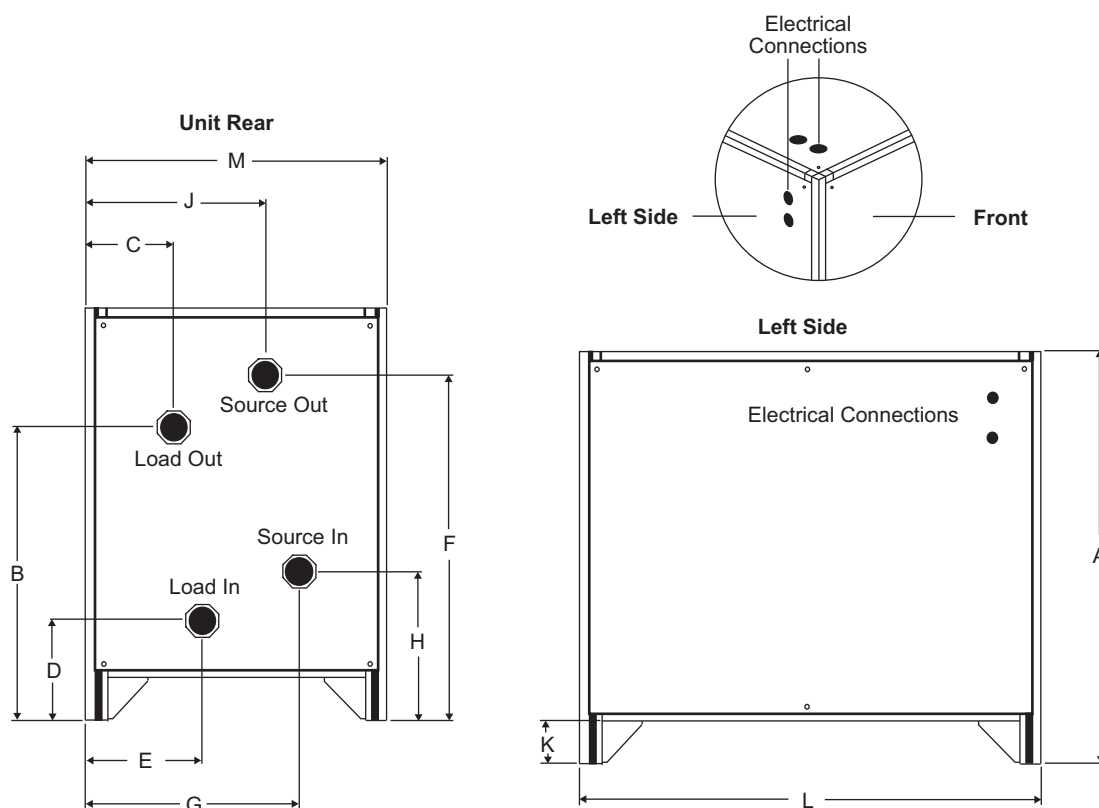 Electrical
Connections
Unit Rear
M
J
C
Left Side
Front
Left Side
Source Out
Electrical Connections
Load Out
Source In
F
A
B
Load In
H
D
K
E
G
L